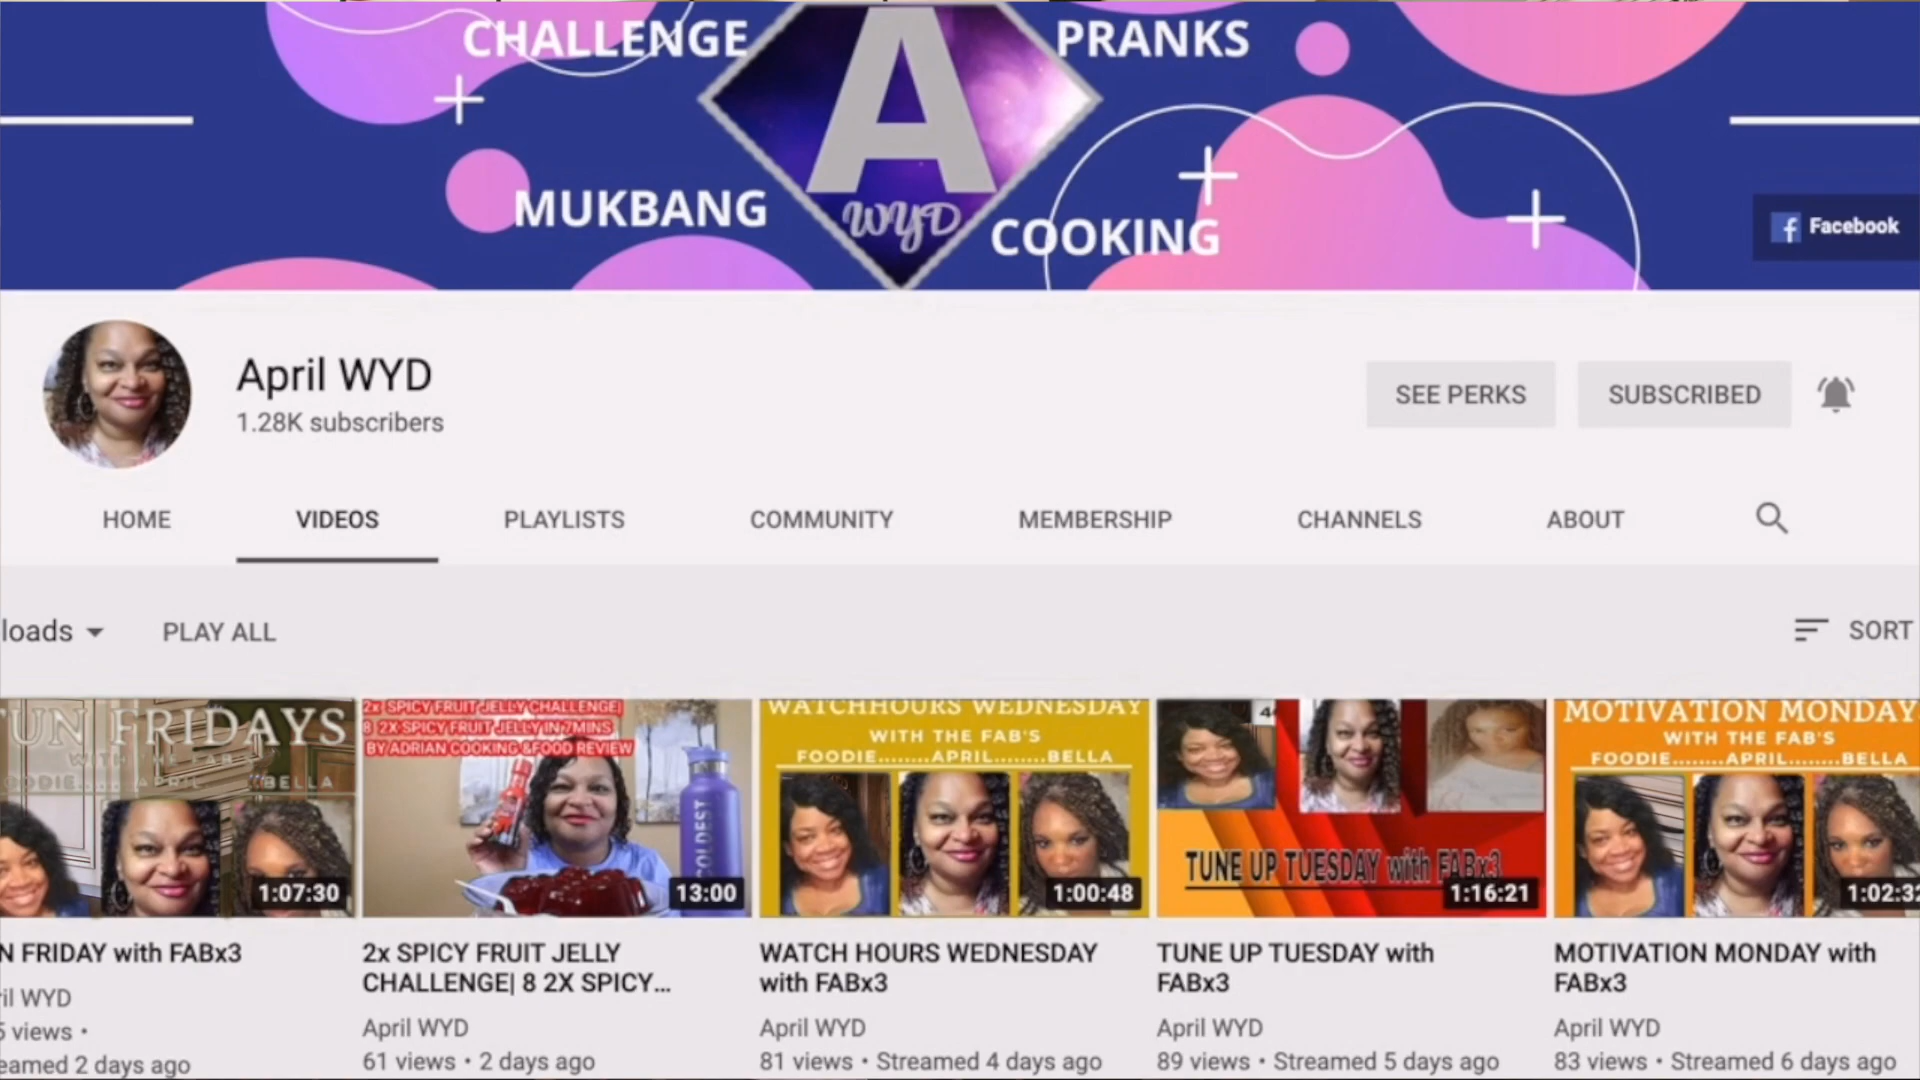 CHALLENGE
PRANKS
A
MUKBANG
WYD
COOKING
Facebook
April WYD
1.28K subscribers
SEE PERKS
SUBSCRIBED
HOME
VIDEOS
PLAYLISTS
COMMUNITY
MEMBERSHIP
CHANNELS
ABOUT
loads
PLAY ALL
SORT
UN FRIDAYS
WITH THE FAB'S
APRIL
BELLA
1:07:30
2x SPICY FRUIT JELLY CHALLENGE|
8 2X SPICY FRUIT JELLY IN 7MINS
BY ADRIAN COOKING & FOOD REVIEW
COLDEST
13:00
WATCHHOURS WEDNESDAY
WITH THE FAB'S
FOODIE........APRIL........BELLA
1:00:48
TUNE UP TUESDAY with FABx3
1:16:21
MOTIVATION MONDAY
WITH THE FAB'S
FOODIE........APRIL........BELLA
1:02:32
N FRIDAY with FABx3
ril WYD
5 views •
eamed 2 days ago
2x SPICY FRUIT JELLY
CHALLENGE| 8 2X SPICY...
April WYD
61 views • 2 days ago
WATCH HOURS WEDNESDAY
with FABx3
April WYD
81 views • Streamed 4 days ago
TUNE UP TUESDAY with
FABx3
April WYD
89 views • Streamed 5 days ago
MOTIVATION MONDAY with
FABx3
April WYD
83 views • Streamed 6 days ago